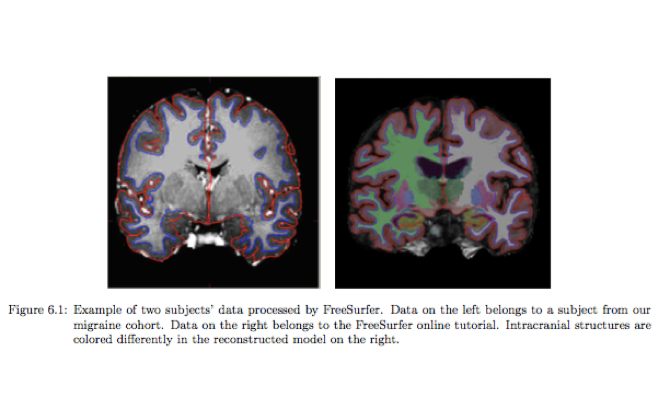 Figure 6.1: Example of two subjects' data processed by FreeSurfer. Data on the left belongs to a subject from our
migraine cohort. Data on the right belongs to the FreeSurfer online tutorial. Intracranial structures are
colored differently in the reconstructed model on the right.